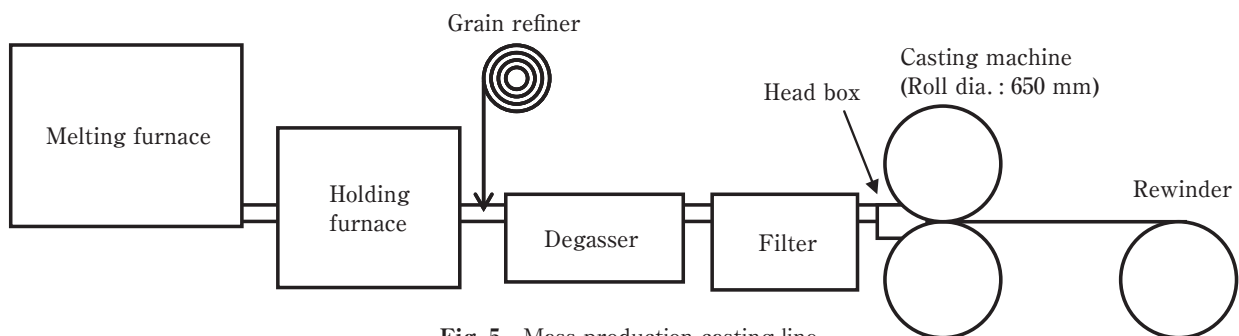 Grain refiner
Casting machine
(Roll dia. : 650 mm)
Head box
Melting furnace
Holding
furnace
Rewinder
Degasser
Filter
Fig. 5 Mass production casting line